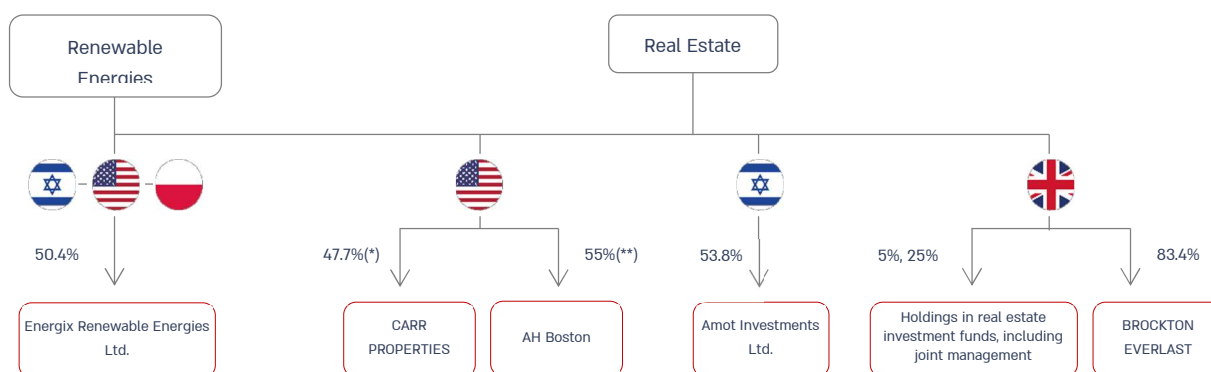 Renewable
Energies
Real Estate
50.4%
47.7%(*)
55%(**)
53.8%
5%, 25%
83.4%
Energix Renewable Energies
Ltd.
CARR
PROPERTIES
AH Boston
Amot Investments
Ltd.
Holdings in real estate
investment funds, including
joint management
BROCKTON
EVERLAST